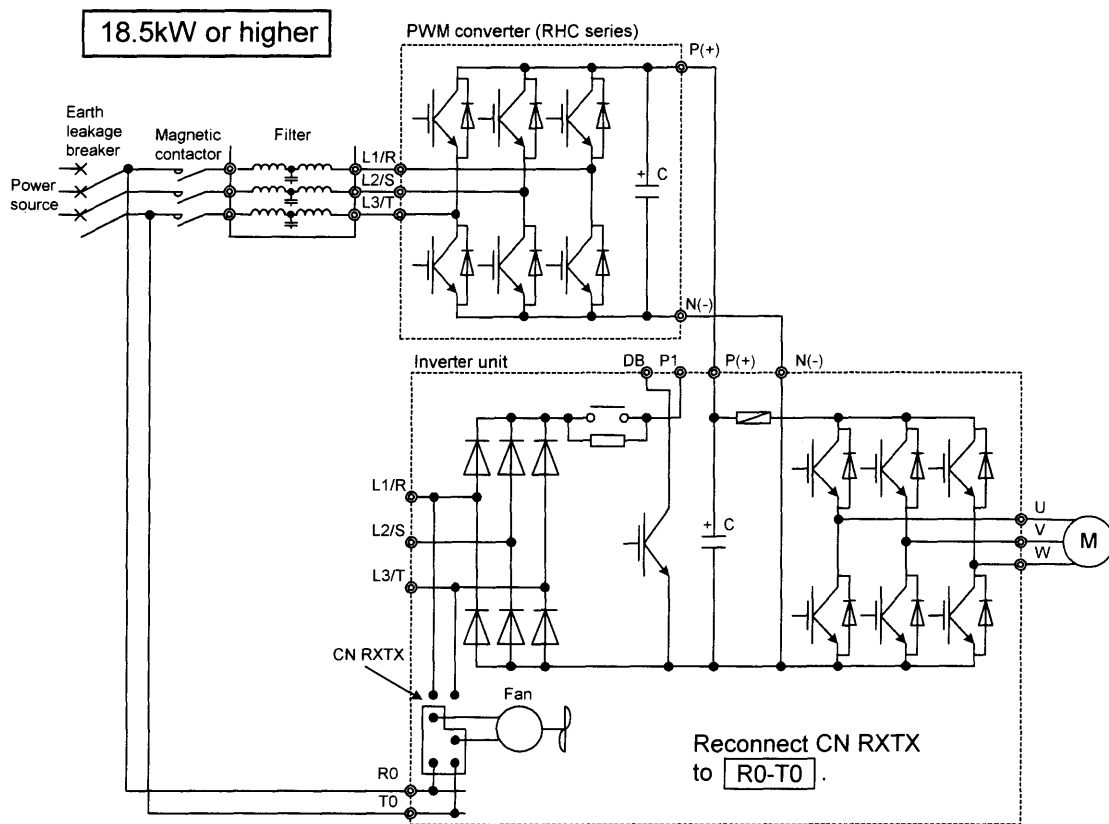 18.5kW or higher
PWM converter (RHC series)
P(+)
Earth
leakage
breaker
Magnetic
contactor
Filter
L1/R
L2/S
L3/T
Power
source
+
C
N(-)
Inverter unit
DB
P1
P(+)
N(-)
L1/R
L2/S
L3/T
+
C
U
V
W
M
CN RXTX
Fan
R0
T0
Reconnect CN RXTX
to R0-T0 .